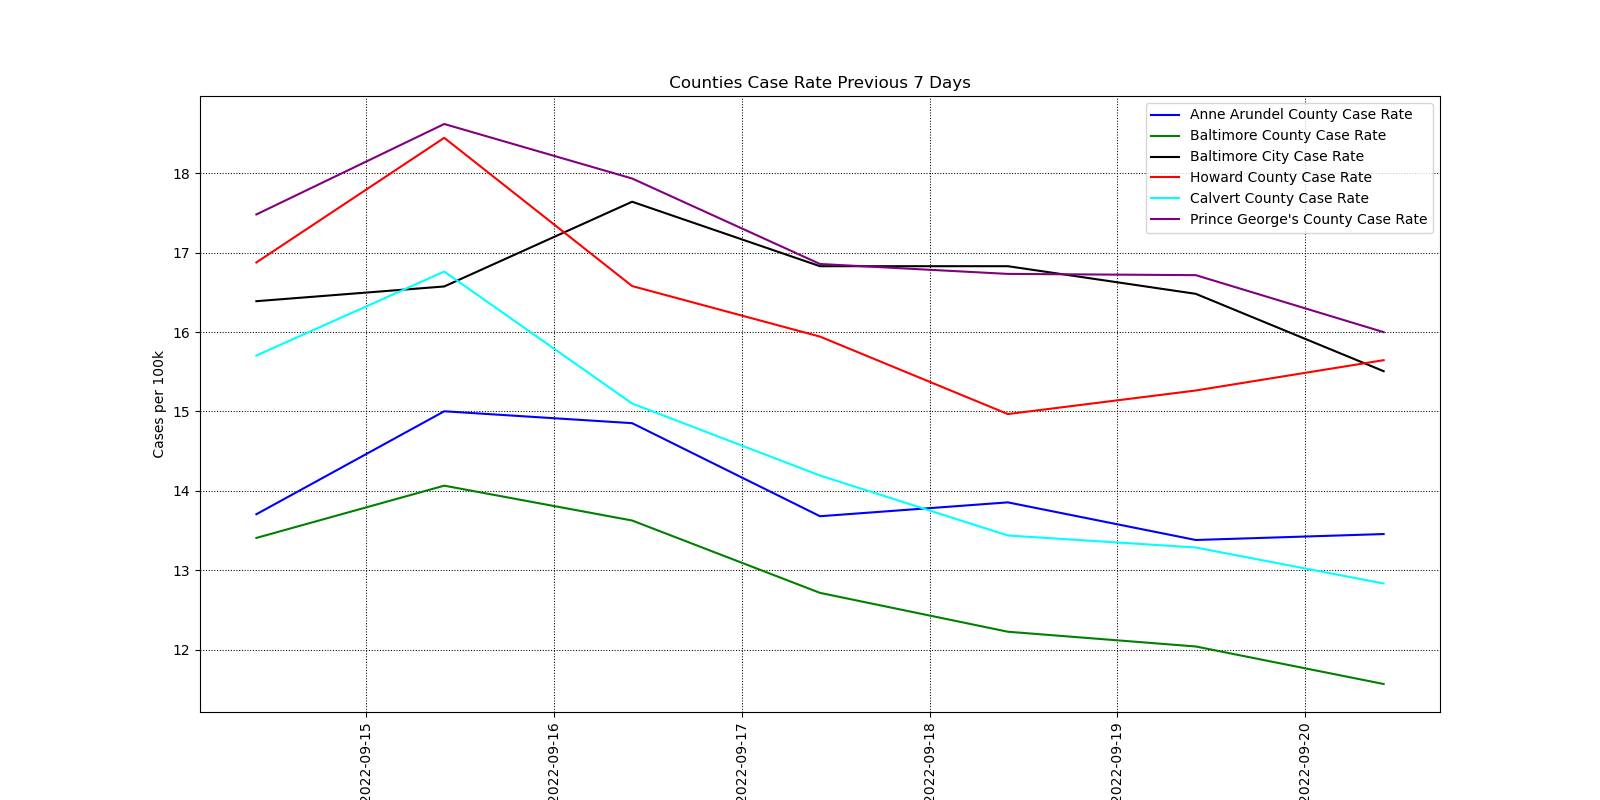 Counties Case Rate Previous 7 Days
Anne Arundel County Case Rate
Baltimore County Case Rate
Baltimore City Case Rate
Howard County Case Rate
Calvert County Case Rate
Prince George's County Case Rate
Cases per 100k
18
17
16
15
14
13
12
2022-09-15
2022-09-16
2022-09-17
2022-09-18
2022-09-19
2022-09-20